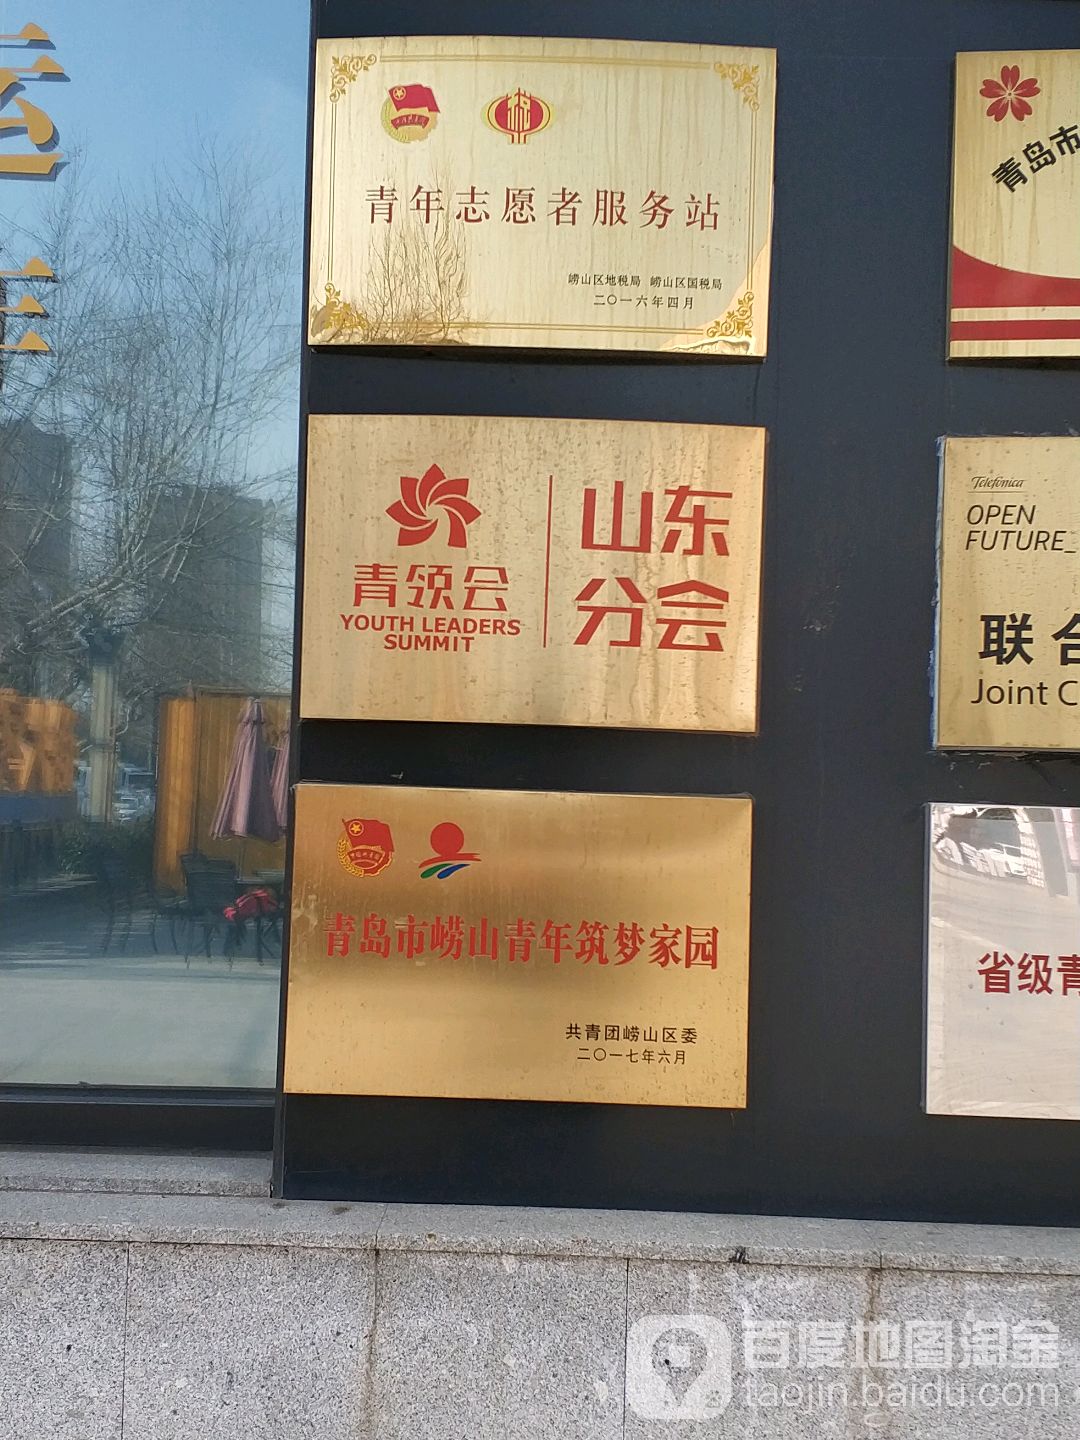 青年志愿者服务站
崂山区地税局 崂山区国税局
二〇一六年四月
青领会
YOUTH LEADERS
SUMMIT
山东
分会
青岛市崂山青年筑梦家园
共青团崂山区委
二〇一七年六月
青岛市
Telefónica
OPEN
FUTURE_
联合
Joint C
省级青
百度地图淘金
taojin.baidu.com